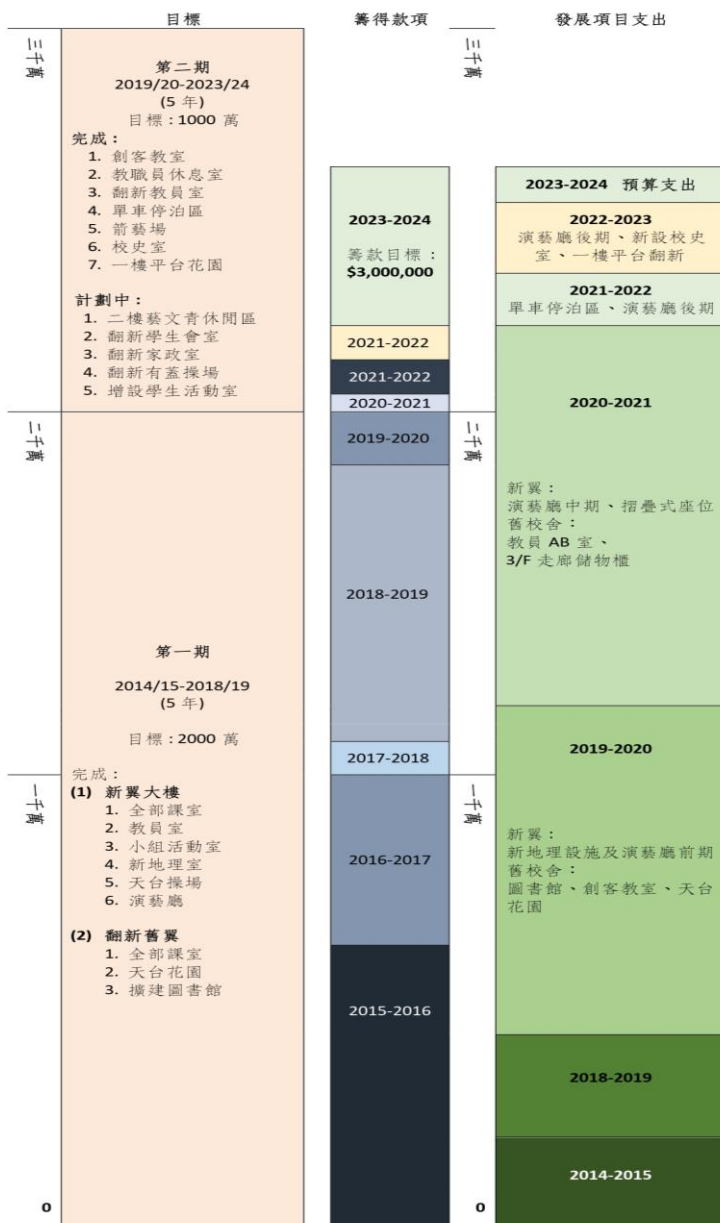 目標
籌得款項
發展項目支出
三千萬
第二期
2019/20-2023/24
(5 年)
目標:1000 萬
完成:
1. 創客教室
2. 教職員休息室
3. 翻新教員室
4. 單車停泊區
5. 箭藝場
6. 校史室
7. 一樓平台花園
計劃中:
1. 二樓藝文青休閒區
2. 翻新學生會室
3. 翻新家政室
4. 翻新有蓋操場
5. 增設學生活動室
二千萬
第一期
2014/15-2018/19
(5 年)
目標:2000 萬
完成:
(1) 新翼大樓
1. 全部課室
2. 教員室
3. 小組活動室
4. 新地理室
5. 天台操場
6. 演藝廳
(2) 翻新舊翼
1. 全部課室
2. 天台花園
3. 擴建圖書館
一千萬
0
2023-2024
籌款目標:
$3,000,000
2021-2022
2021-2022
2020-2021
2019-2020
2018-2019
2017-2018
2016-2017
2015-2016
三千萬
二千萬
一千萬
0
2023-2024 預算支出
2022-2023
演藝廳後期、新設校史
室、一樓平台翻新
2021-2022
單車停泊區、演藝廳後期
2020-2021
新翼:
演藝廳中期、摺疊式座位
舊校舍:
教員 AB 室、
3/F 走廊儲物櫃
2019-2020
新翼:
新地理設施及演藝廳前期
舊校舍:
圖書館、創客教室、天台
花園
2018-2019
2014-2015